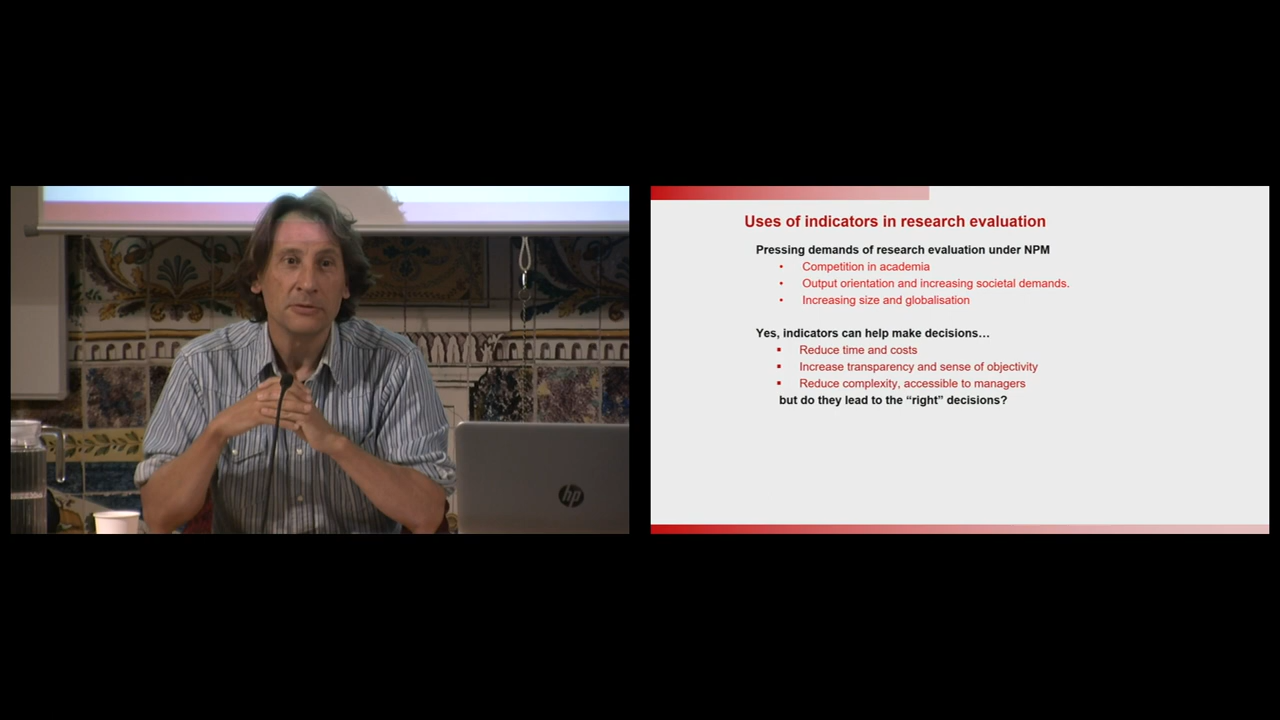 hp
Uses of indicators in research evaluation
Pressing demands of research evaluation under NPM
• Competition in academia
• Output orientation and increasing societal demands.
• Increasing size and globalisation
Yes, indicators can help make decisions…
▪ Reduce time and costs
▪ Increase transparency and sense of objectivity
▪ Reduce complexity, accessible to managers
but do they lead to the “right” decisions?